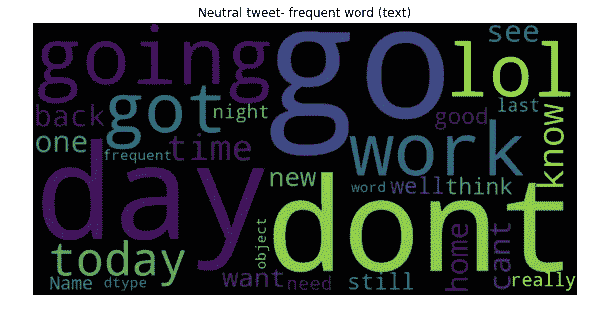 Neutral tweet- frequent word (text)
going
go
lol
see
back
got
night
good
last
one
frequent
time
work
know
day
new
word
well
think
dont
today
object
home
cant
Name
dtype
want
need
still
really